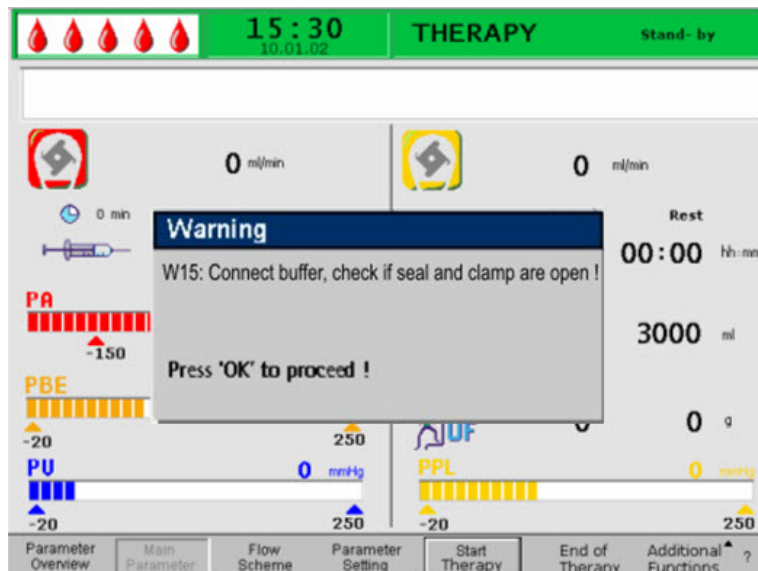 15:30
10.01.02
THERAPY
Stand- by
0 ml/min
0 ml/min
0 min
Rest
Warning
W15: Connect buffer, check if seal and clamp are open !
Press 'OK' to proceed !
00:00 hh:mm
PA
-150
3000 ml
PBE
-20
250
UF
0 g
PV
0 mmHg
-20
250
PPL
0 mmHg
-20
250
Parameter Overview
Main Parameter
Flow Scheme
Parameter Setting
Start Therapy
End of Therapy
Additional Functions
?